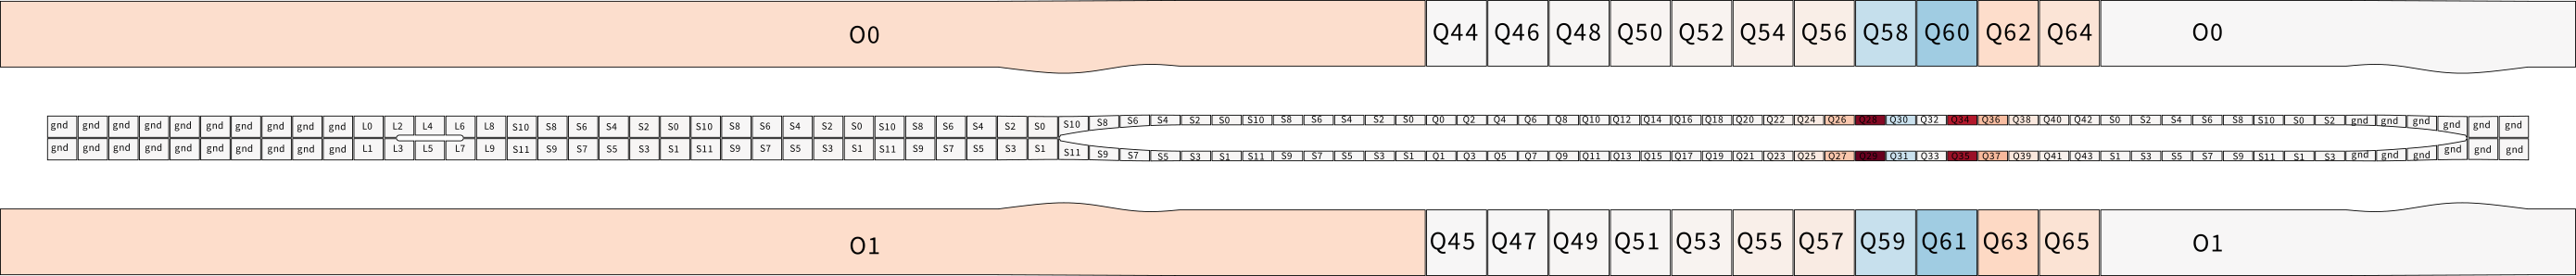 O0 Q44 Q46 Q48 Q50 Q52 Q54 Q56 Q58 Q60 Q62 Q64 O0
gnd gnd gnd gnd gnd gnd gnd gnd gnd gnd L0 L2 L4 L6 L8 S10 S8 S6 S4 S2 S0 S10 S8 S6 S4 S2 S0 S10 S8 S6 S4 S2 S0 S10 S8 S6 S4 S2 S0 S10 S8 S6 S4 S2 S0 Q0 Q2 Q4 Q6 Q8 Q10 Q12 Q14 Q16 Q18 Q20 Q22 Q24 Q26 Q28 Q30 Q32 Q34 Q36 Q38 Q40 Q42 S0 S2 S4 S6 S8 S10 S0 S2 gnd gnd gnd gnd gnd gnd
gnd gnd gnd gnd gnd gnd gnd gnd gnd gnd L1 L3 L5 L7 L9 S11 S9 S7 S5 S3 S1 S11 S9 S7 S5 S3 S1 S11 S9 S7 S5 S3 S1 S11 S9 S7 S5 S3 S1 S11 S9 S7 S5 S3 S1 Q1 Q3 Q5 Q7 Q9 Q11 Q13 Q15 Q17 Q19 Q21 Q23 Q25 Q27 Q29 Q31 Q33 Q35 Q37 Q39 Q41 Q43 S1 S3 S5 S7 S9 S11 S1 S3 gnd gnd gnd gnd gnd gnd
O1 Q45 Q47 Q49 Q51 Q53 Q55 Q57 Q59 Q61 Q63 Q65 O1